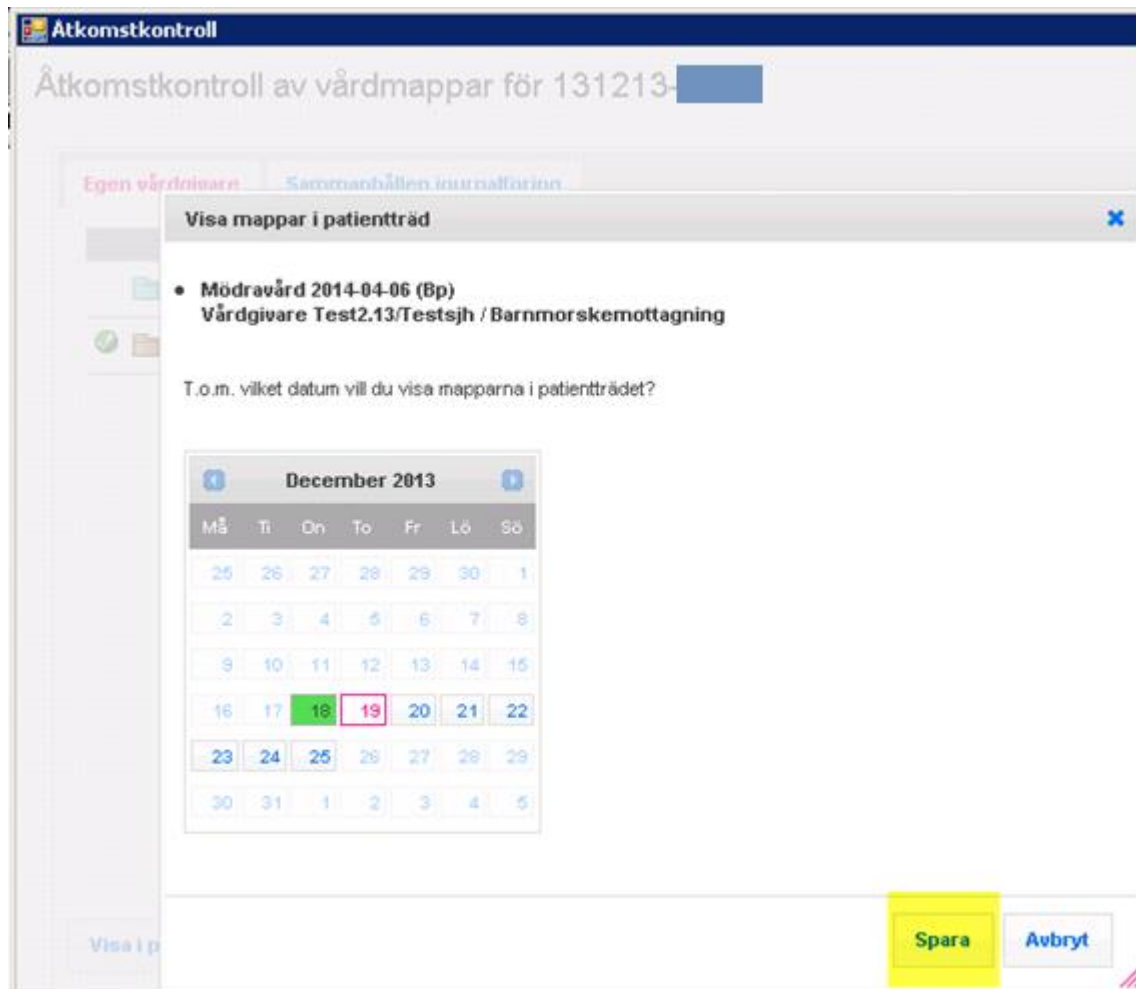 Åtkomstkontroll
Åtkomstkontroll av vårdmappar för 131213-
Egen vårdgivare Sammanhållen journalföring
Visa mappar i patientträd
• Mödravård 2014-04-06 (Bp)
Vårdgivare Test2.13/Testsjh / Barnmorskemottagning
T.o.m. vilket datum vill du visa mapparna i patientträdet?
December 2013
Må Ti On To Fr Lö Sö
25 26 27 28 29 30 1
2 3 4 5 6 7 8
9 10 11 12 13 14 15
16 17 18 19 20 21 22
23 24 25 26 27 28 29
30 31 1 2 3 4 5
Visa i p
Spara Avbryt